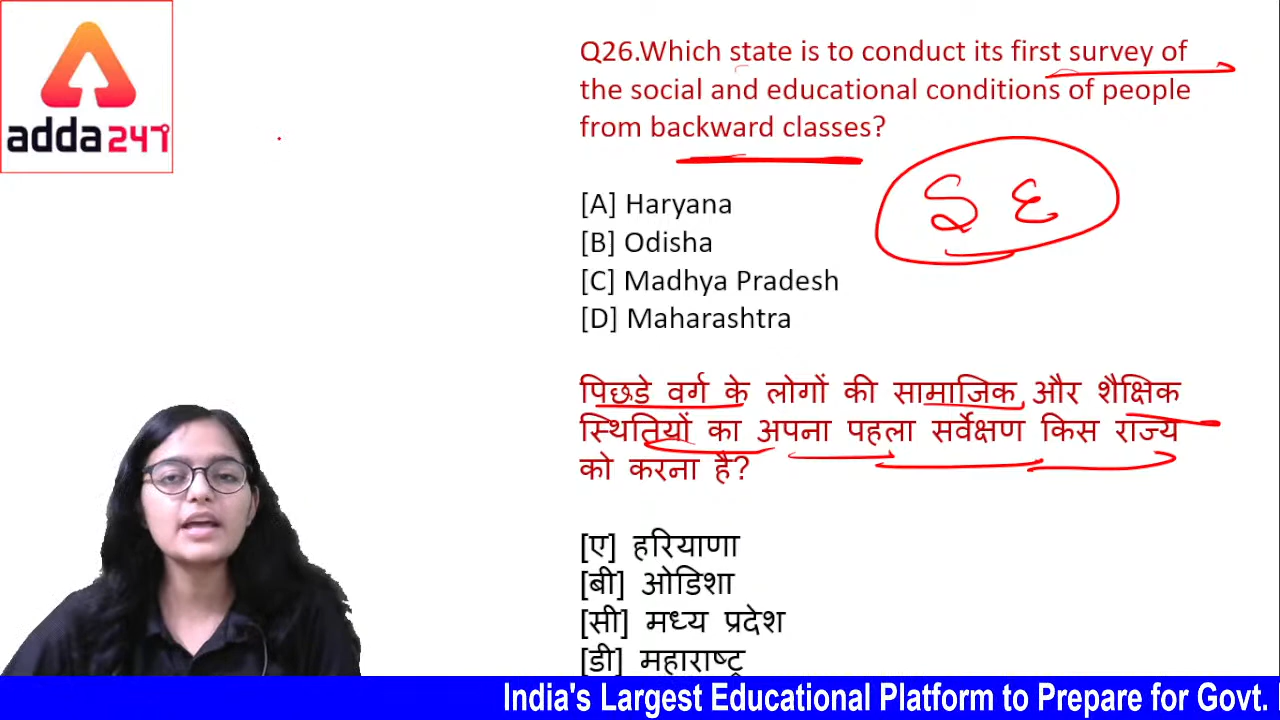 adda 247
Q26.Which state is to conduct its first survey of
the social and educational conditions of people
from backward classes?
S E
[A] Haryana
[B] Odisha
[C] Madhya Pradesh
[D] Maharashtra
पिछडे वर्ग के लोगों की सामाजिक और शैक्षिक
स्थितियों का अपना पहला सर्वेक्षण किस राज्य
को करना है?
[ए] हरियाणा
[बी] ओडिशा
[सी] मध्य प्रदेश
[डी] महाराष्ट्र
India's Largest Educational Platform to Prepare for Govt.